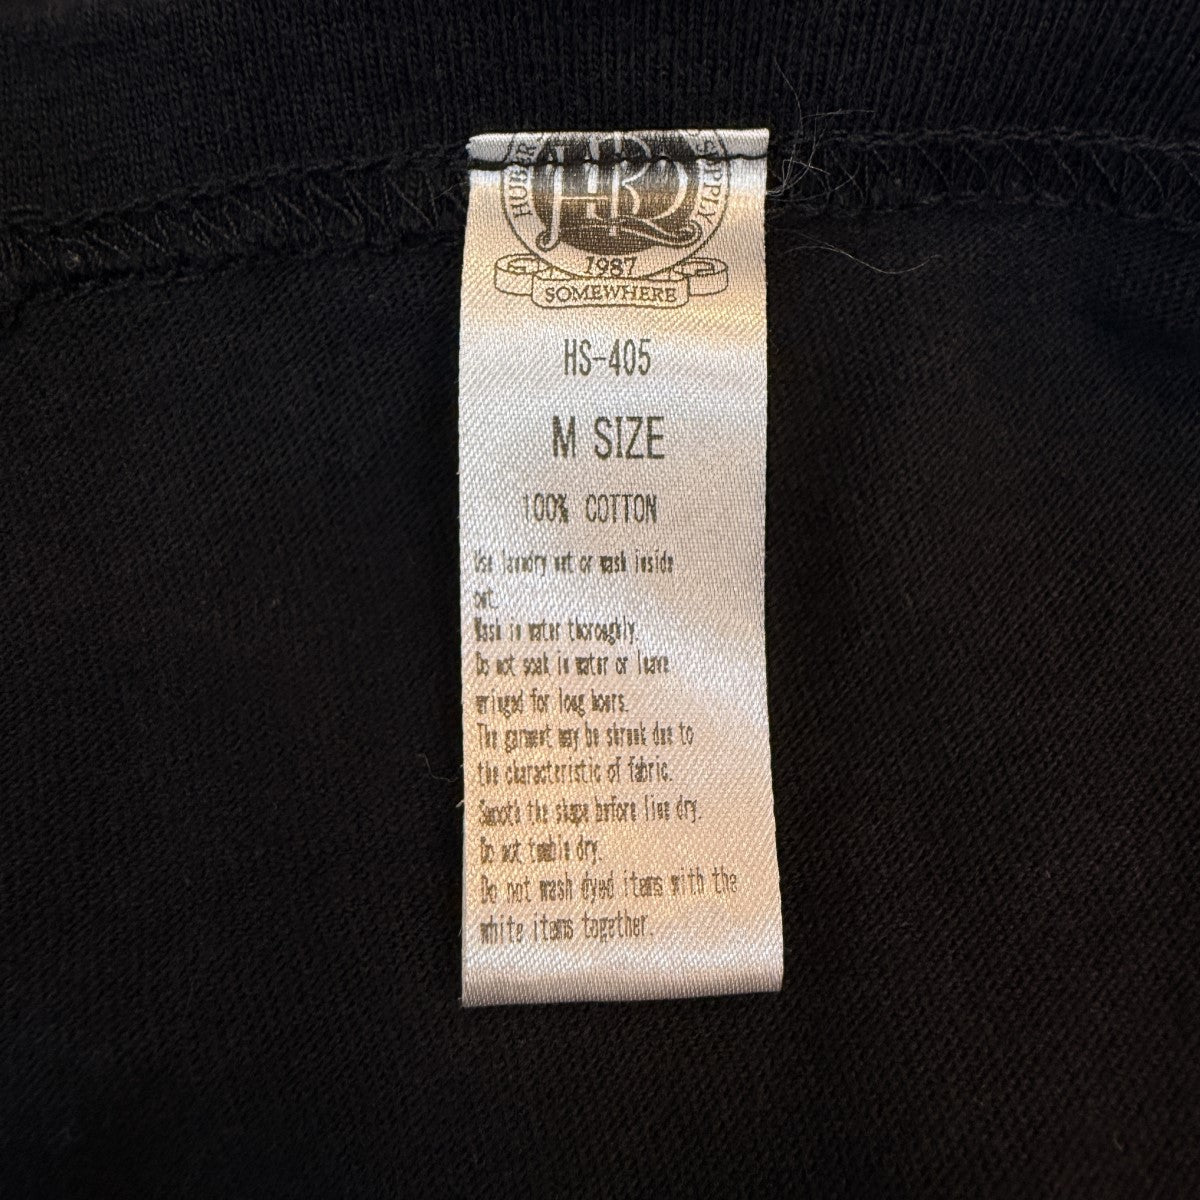 1987
SOMEWHERE
HS-405
M SIZE
100% COTTON
Use laundry net or wash inside
out.
Wash in water thoroughly.
Do not soak in water or leave
wringed for long hours.
The garment may be shrunk due to
the characteristic of fabric.
Smooth the shape before line dry.
Do not tumble dry.
Do not wash dyed items with the
white items together.